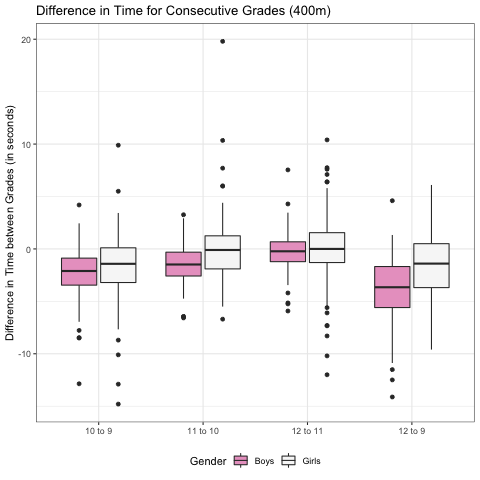 Difference in Time for Consecutive Grades (400m)
Difference in Time between Grades (in seconds)
20
10
0
-10
10 to 9
11 to 10
12 to 11
12 to 9
Gender
Boys
Girls